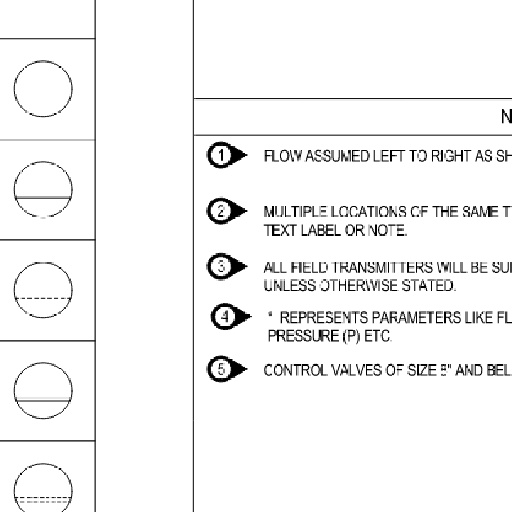 N
1 FLOW ASSUMED LEFT TO RIGHT AS SH
2 MULTIPLE LOCATIONS OF THE SAME T
TEXT LABEL OR NOTE.
3 ALL FIELD TRANSMITTERS WILL BE SU
UNLESS OTHERWISE STATED.
4 * REPRESENTS PARAMETERS LIKE FL
PRESSURE (P) ETC.
5 CONTROL VALVES OF SIZE 8" AND BEL